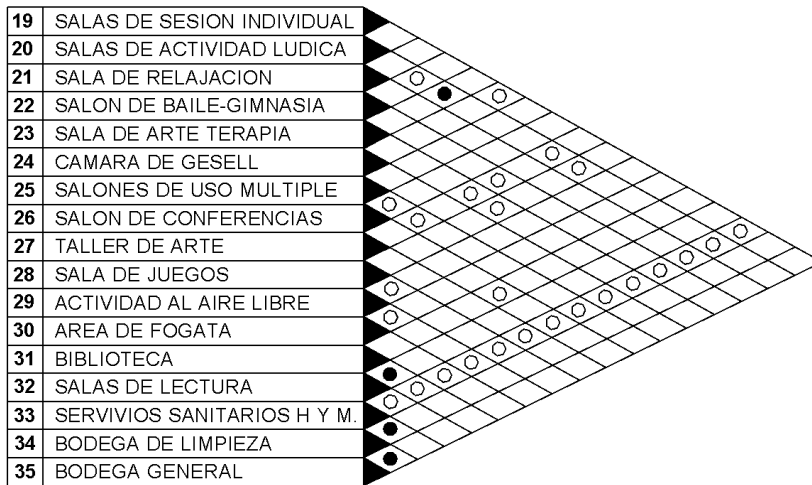 19 SALAS DE SESION INDIVIDUAL
20 SALAS DE ACTIVIDAD LUDICA
21 SALA DE RELAJACION
22 SALON DE BAILE-GIMNASIA
23 SALA DE ARTE TERAPIA
24 CAMARA DE GESELL
25 SALONES DE USO MULTIPLE
26 SALON DE CONFERENCIAS
27 TALLER DE ARTE
28 SALA DE JUEGOS
29 ACTIVIDAD AL AIRE LIBRE
30 AREA DE FOGATA
31 BIBLIOTECA
32 SALAS DE LECTURA
33 SERVIVIOS SANITARIOS H Y M.
34 BODEGA DE LIMPIEZA
35 BODEGA GENERAL